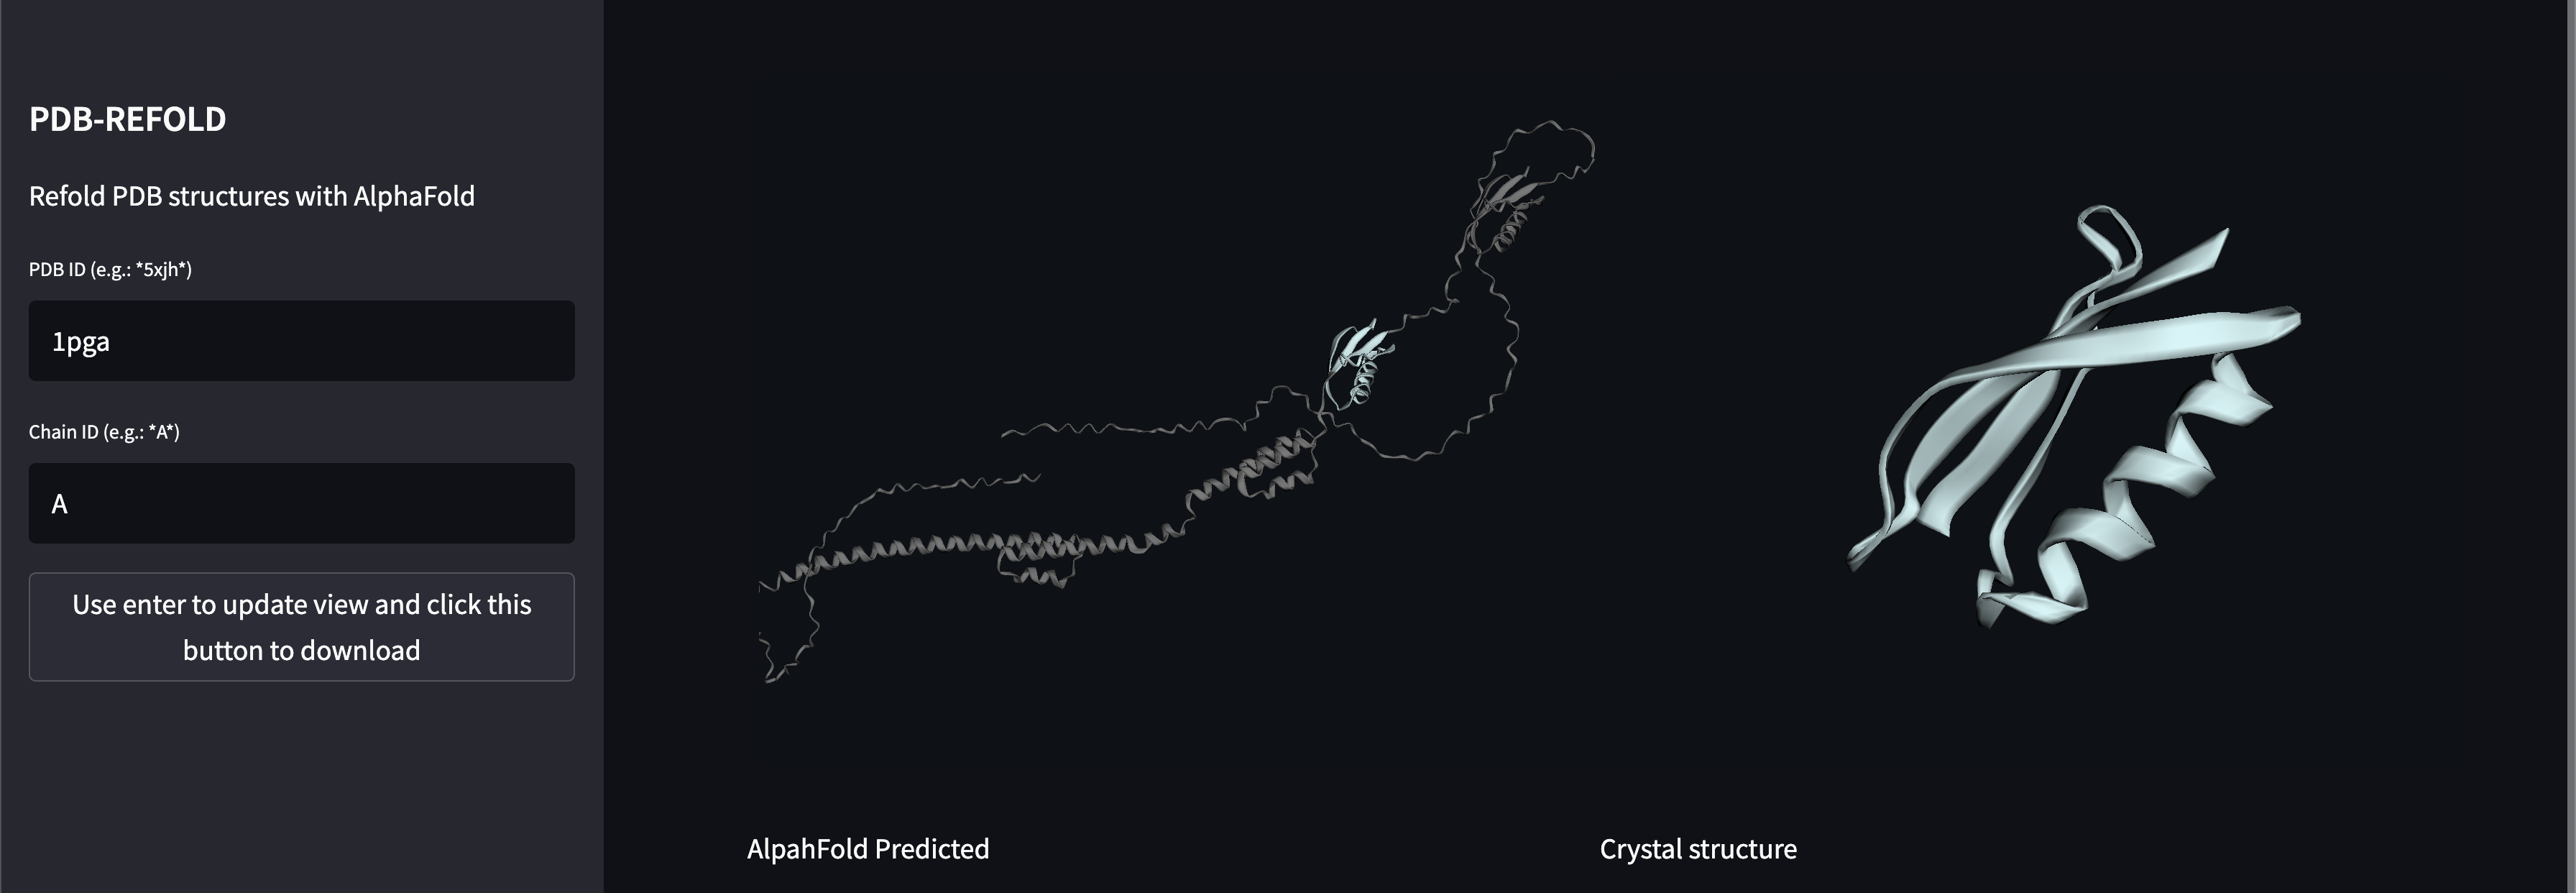 PDB-REFOLD
Refold PDB structures with AlphaFold
PDB ID (e.g.: *5xjh*)
1pga
Chain ID (e.g.: *A*)
A
Use enter to update view and click this
button to download
AlpahFold Predicted
Crystal structure